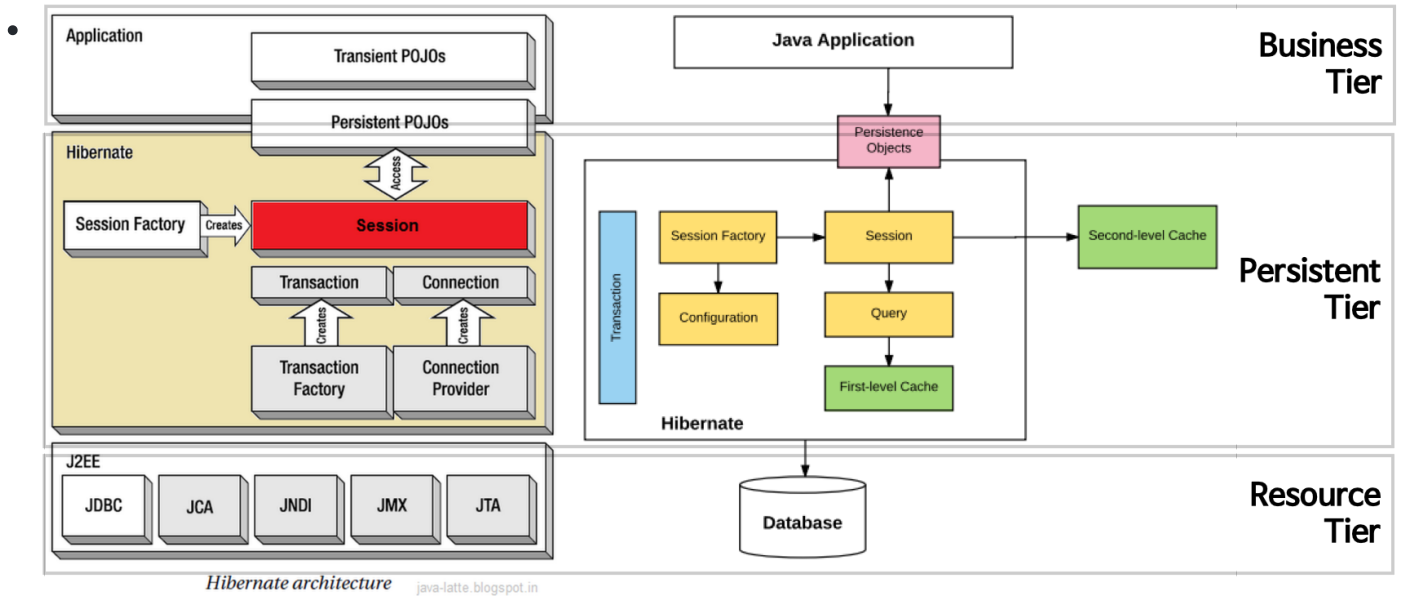 Application
Transient POJOs
Persistent POJOs
Hibernate
Access
Session Factory
Creates
Session
Transaction
Connection
Creates
Creates
Transaction
Factory
Connection
Provider
J2EE
JDBC
JCA
JNDI
JMX
JTA
Hibernate architecture
java-latte.blogspot.in
Java Application
Persistence
Objects
Transaction
Session Factory
Session
Second-level Cache
Configuration
Query
First-level Cache
Hibernate
Database
Business
Tier
Persistent
Tier
Resource
Tier